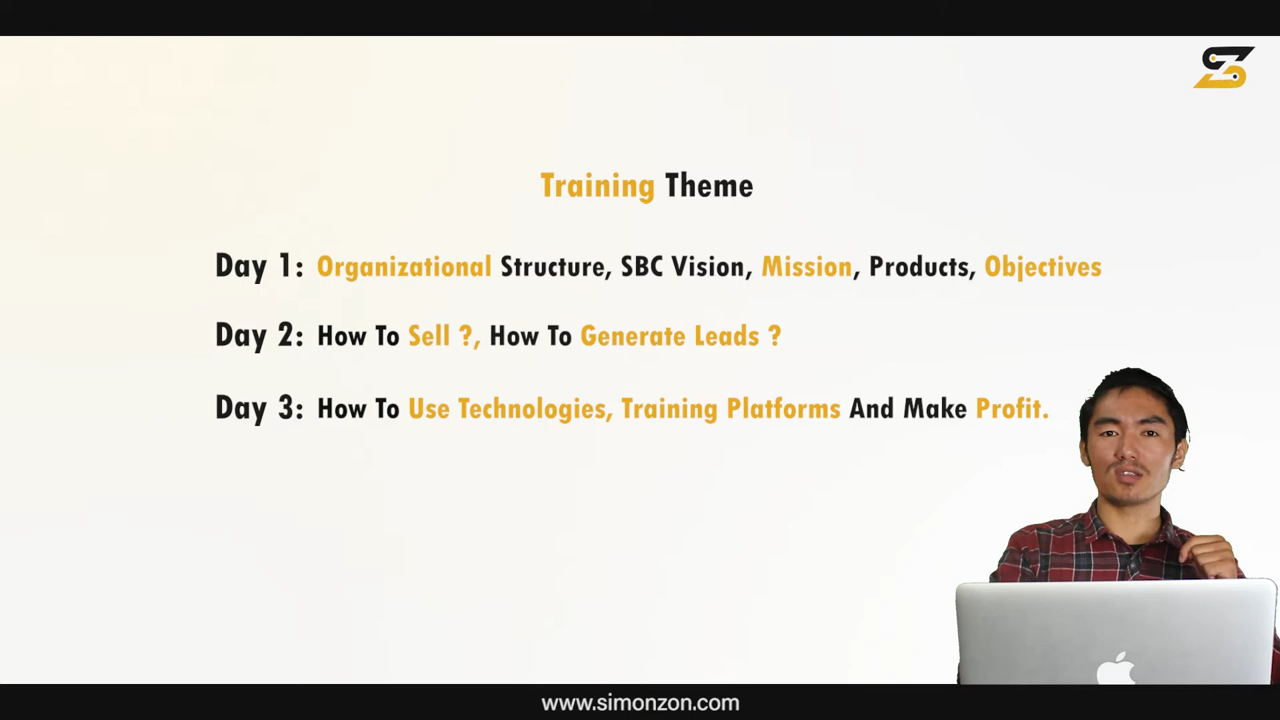 Training Theme
Day 1: Organizational Structure, SBC Vision, Mission, Products, Objectives
Day 2: How To Sell ?, How To Generate Leads ?
Day 3: How To Use Technologies, Training Platforms And Make Profit.
www.simonzon.com